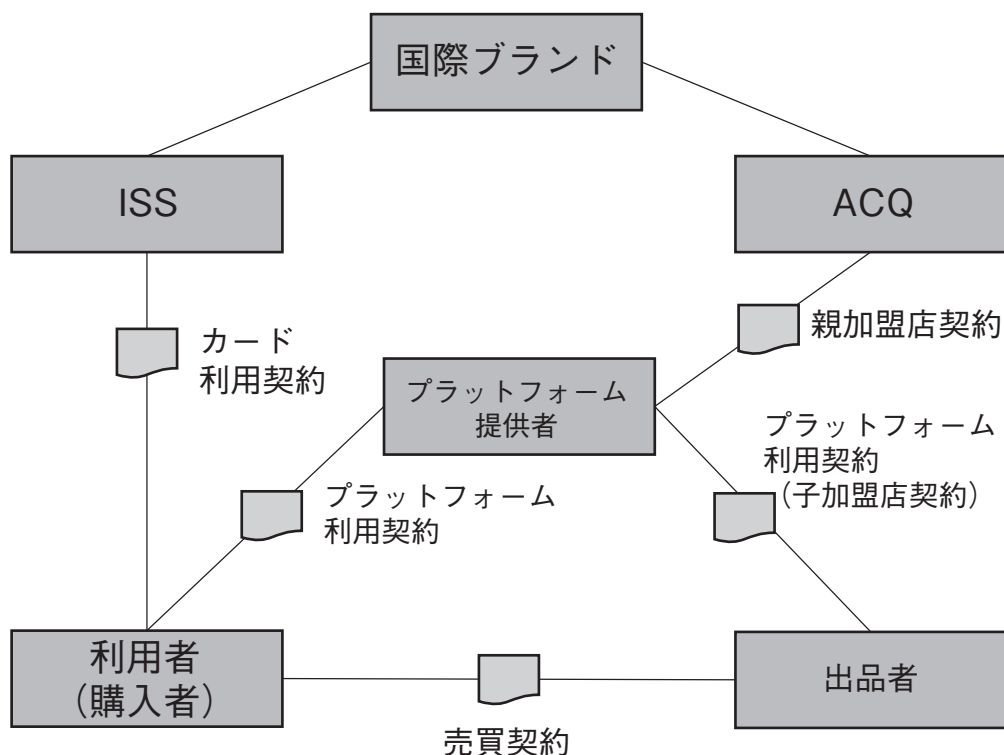 国際ブランド
ISS
ACQ
カード
利用契約
親加盟店契約
プラットフォーム
提供者
プラットフォーム
利用契約
（子加盟店契約）
プラットフォーム
利用契約
利用者
（購入者）
出品者
売買契約